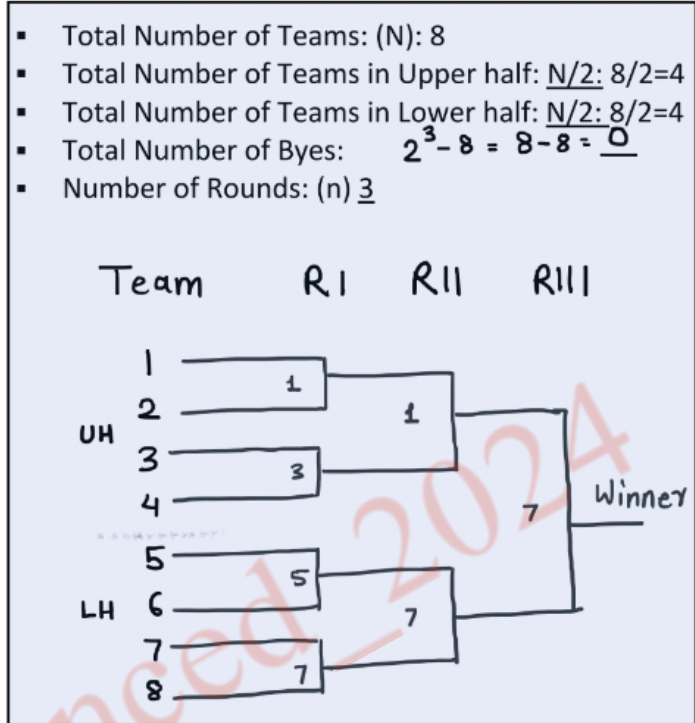 ▪ Total Number of Teams: (N): 8
▪ Total Number of Teams in Upper half: N/2: 8/2=4
▪ Total Number of Teams in Lower half: N/2: 8/2=4
▪ Total Number of Byes: 2³ - 8 = 8 - 8 = 0
▪ Number of Rounds: (n) 3
Team RI RII RIII
1
1
2
1
UH
3
3
4
7
Winner
5
5
LH
6
7
7
7
8
nced_2024